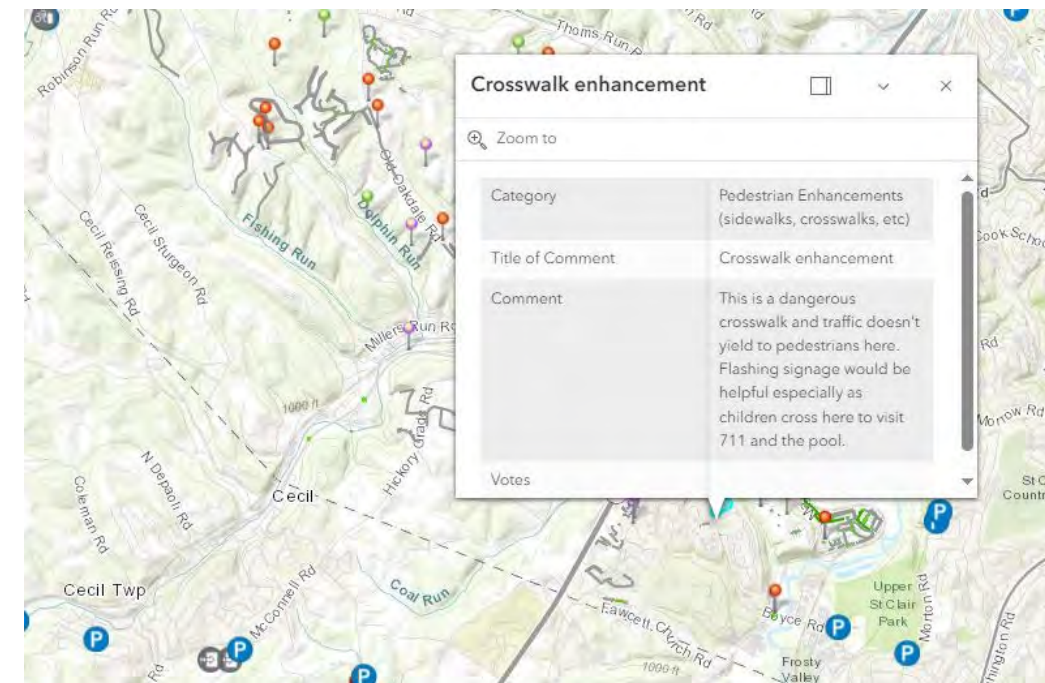 Crosswalk enhancement
Zoom to
Category
Pedestrian Enhancements
(sidewalks, crosswalks, etc)
Title of Comment
Crosswalk enhancement
Comment
This is a dangerous
crosswalk and traffic doesn't
yield to pedestrians here.
Flashing signage would be
helpful especially as
children cross here to visit
711 and the pool.
Votes
Robinson Run Rd
Thoms Run R
Rd
Old Oakdale Rd
Dolphin Run
Fishing Run
Cecil Sturgeon Rd
Cecil Reissing Rd
Millers Run Rd
1000 ft
Hickory Grade Rd
N Depaoli Rd
Coleman Rd
Cecil
Cecil Twp
McConnell Rd
Coal Run
Fawcett Church Rd
1000 ft
Boyce Rd
Upper
St Clair
Park
Morton Rd
Frosty
Valley
Cook Schoo
Rd
Morrow Rd
St C
Count
hington Rd
Rd
P
P
P
P
P
P
P